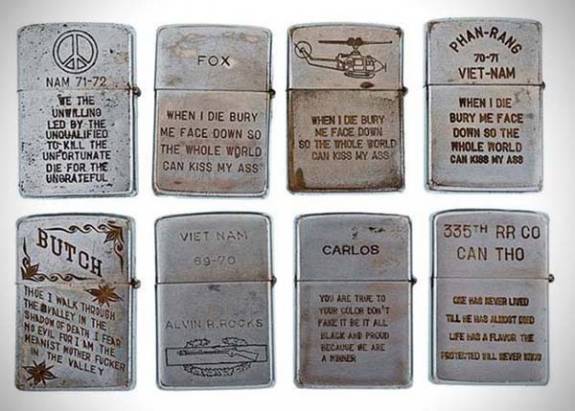 NAM 71-72
WE THE
UNWILLING
LED BY THE
UNQUALIFIED
TO KILL THE
UNFORTUNATE
DIE FOR THE
UNGRATEFUL
FOX
WHEN I DIE BURY
ME FACE DOWN SO
THE WHOLE WORLD
CAN KISS MY ASS
WHEN I DIE BURY
ME FACE DOWN
SO THE WHOLE WORLD
CAN KISS MY ASS
PHAN-RANG
70-71
VIET-NAM
WHEN I DIE
BURY ME FACE
DOWN SO THE
WHOLE WORLD
CAN KISS MY ASS
BUTCH
THOE I WALK THROUGH
THE VALLEY IN THE
SHADOW OF DEATH I FEAR
NO EVIL FOR I AM THE
MEANIST MOTHER FUCKER
IN THE VALLEY
VIET NAM
69-70
ALVIN R. ROCKS
CARLOS
YOU ARE TRUE TO
YOUR COLOR DON'T
FAKE IT BE IT ALL
BLACK AND PROUD
BECAUSE WE ARE
A WINNER
335TH RR CO
CAN THO
ONE HAS NEVER LIVED
TILL HE HAS ALMOST DIED
LIFE HAS A FLAVOR THE
PROTECTED WILL NEVER KNOW